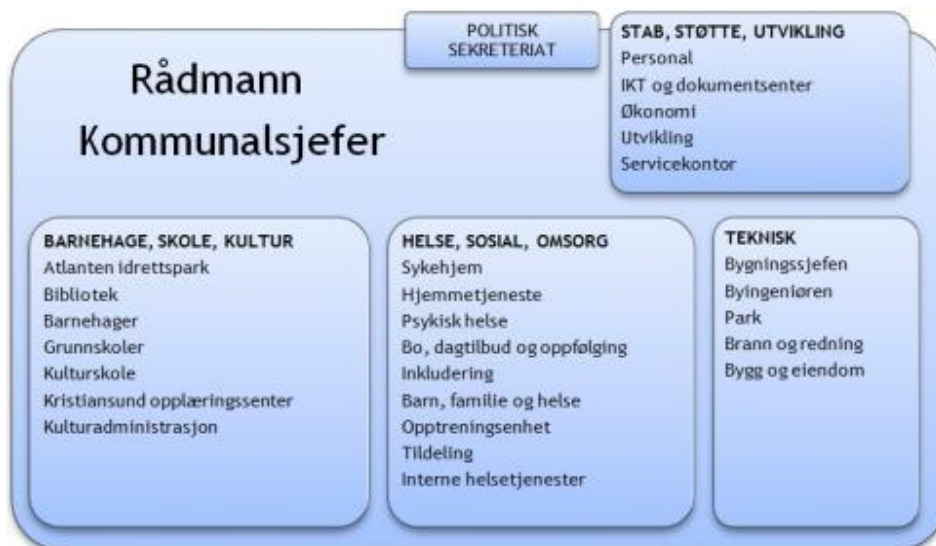 POLITISK
SEKRETERIAT
STAB, STØTTE, UTVIKLING
Personal
IKT og dokumentsenter
Økonomi
Utvikling
Servicekontor
Rådmann
Kommunalsjefer
BARNEHAGE, SKOLE, KULTUR
Atlanten idrettspark
Bibliotek
Barnehager
Grunnskoler
Kulturskole
Kristiansund opplæringssenter
Kulturadministrasjon
HELSE, SOSIAL, OMSORG
Sykehjem
Hjemmetjeneste
Psykisk helse
Bo, dagtilbud og oppfølging
Inkludering
Barn, familie og helse
Opptreningsenhet
Tildeling
Interne helsetjenester
TEKNISK
Bygningssjefen
Byingeniøren
Park
Brann og redning
Bygg og eiendom